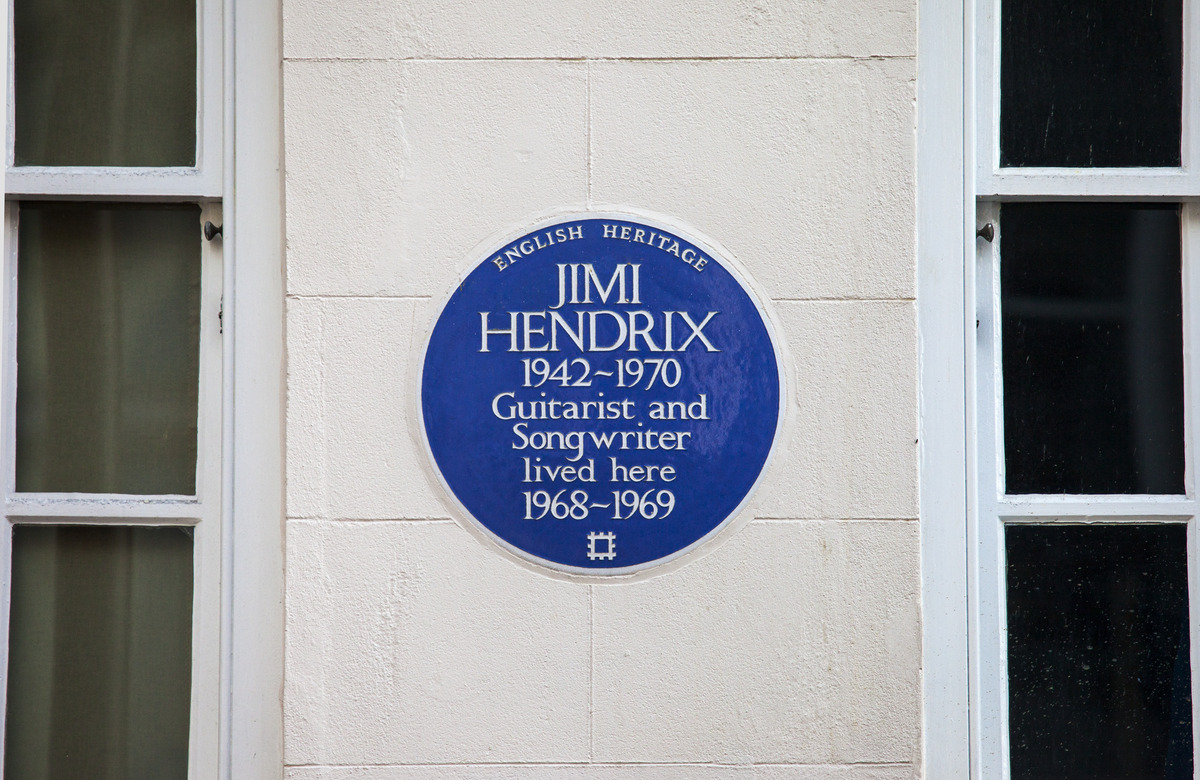 ENGLISH HERITAGE
JIMI
HENDRIX
1942~1970
Guitarist and
Songwriter
lived here
1968~1969